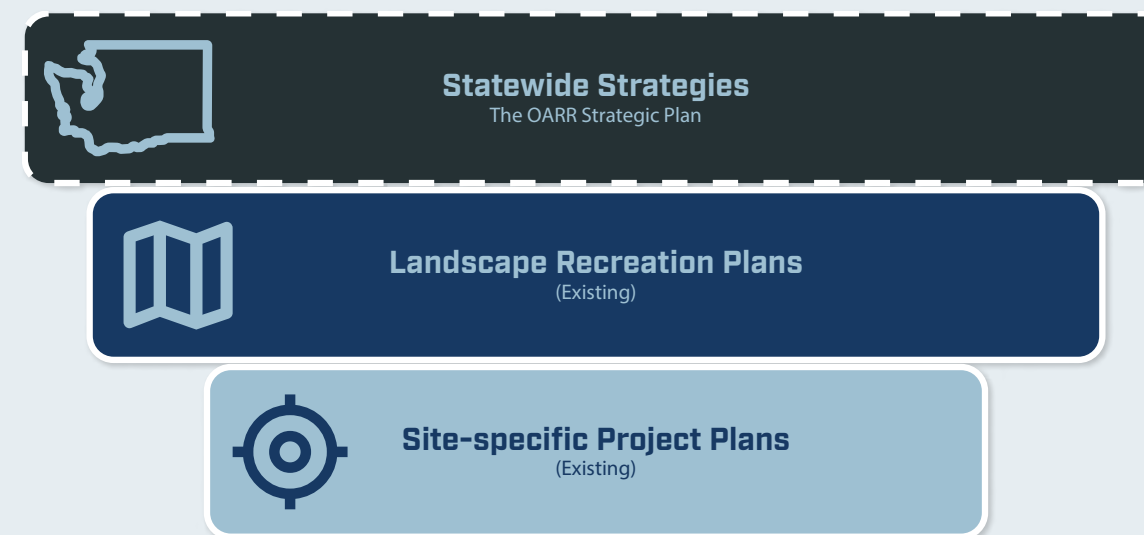 Statewide Strategies
The OARR Strategic Plan
Landscape Recreation Plans
(Existing)
Site-specific Project Plans
(Existing)